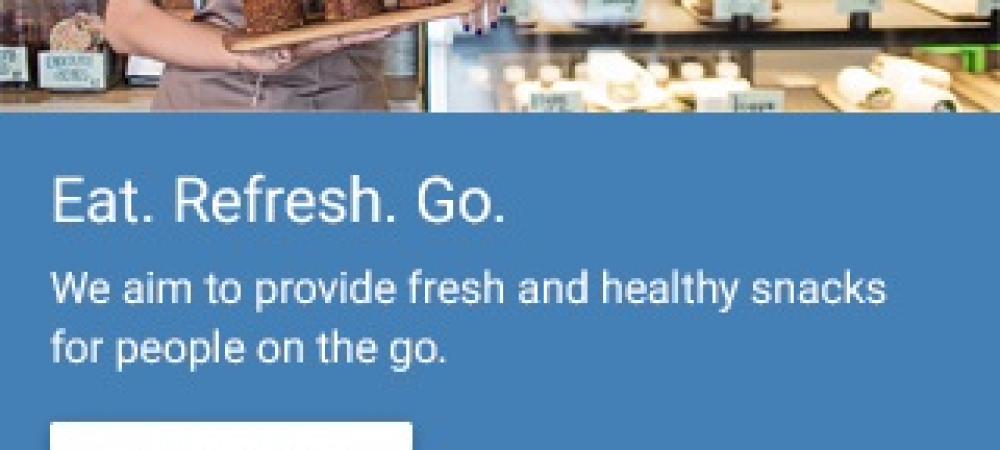 Eat. Refresh. Go.
We aim to provide fresh and healthy snacks
for people on the go.